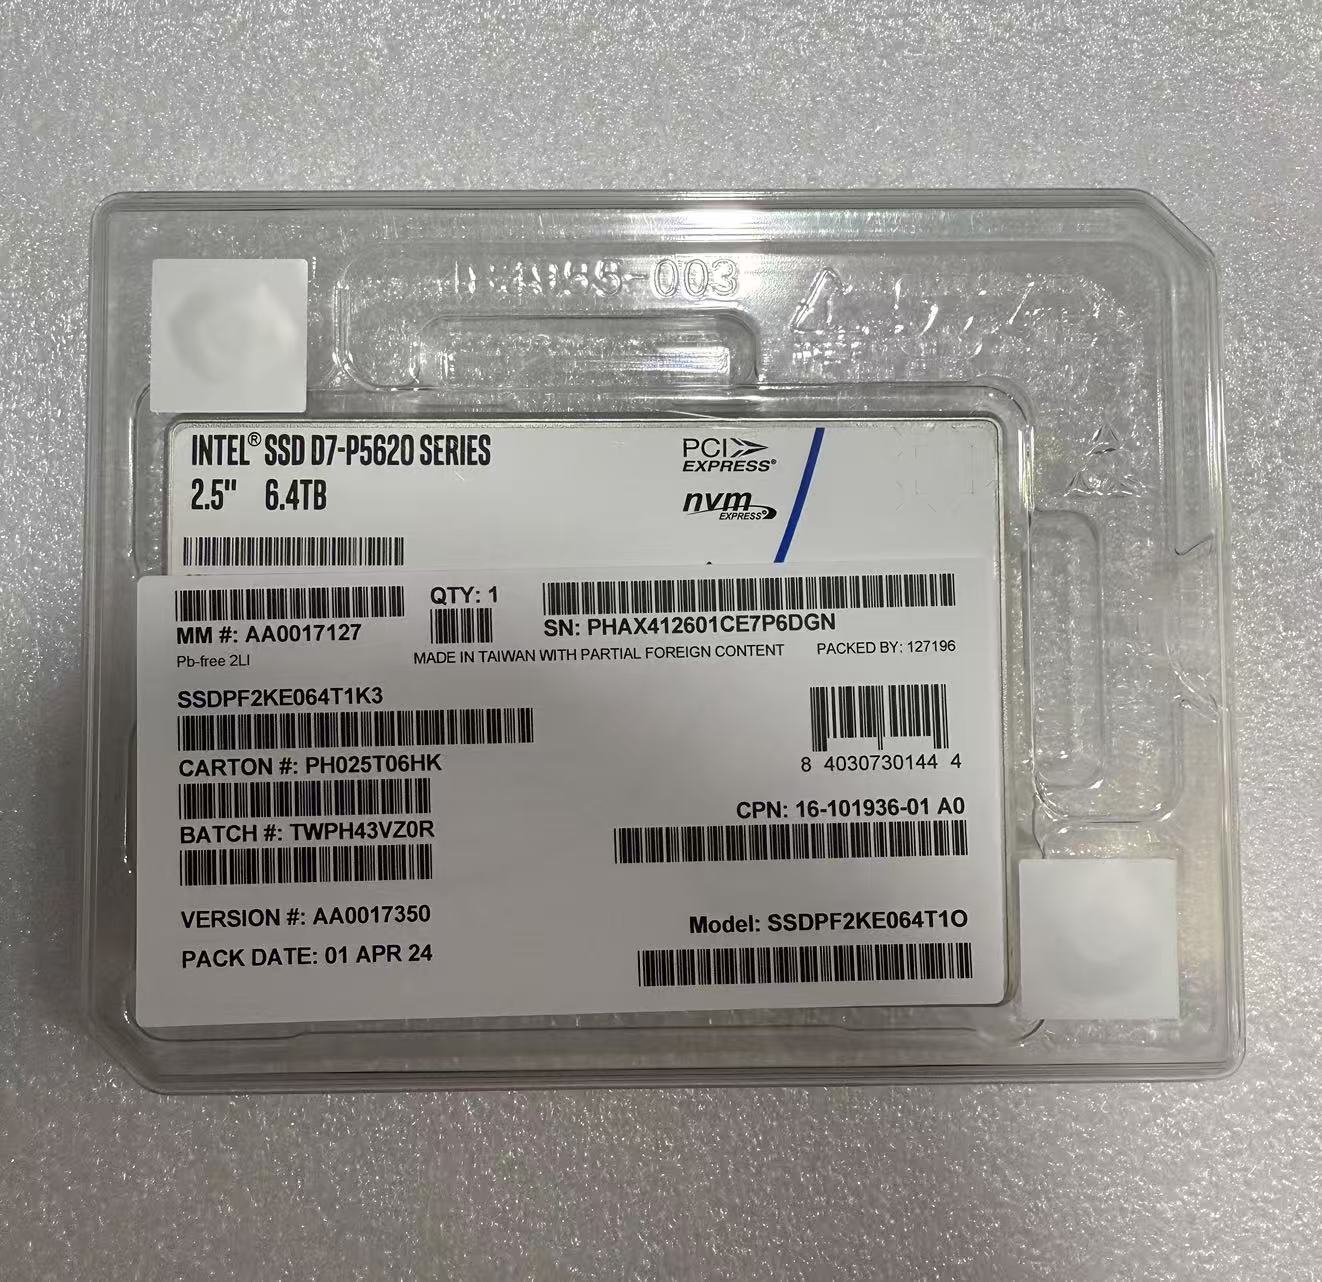 INTEL® SSD D7-P5620 SERIES
2.5" 6.4TB
PCI
EXPRESS®
nvm
EXPRESS®
MM #: AA0017127
QTY: 1
SN: PHAX412601CE7P6DGN
Pb-free 2LI
MADE IN TAIWAN WITH PARTIAL FOREIGN CONTENT
PACKED BY: 127196
SSDPF2KE064T1K3
8 4030730144 4
CARTON #: PH025T06HK
CPN: 16-101936-01 A0
BATCH #: TWPH43VZ0R
VERSION #: AA0017350
Model: SSDPF2KE064T1O
PACK DATE: 01 APR 24